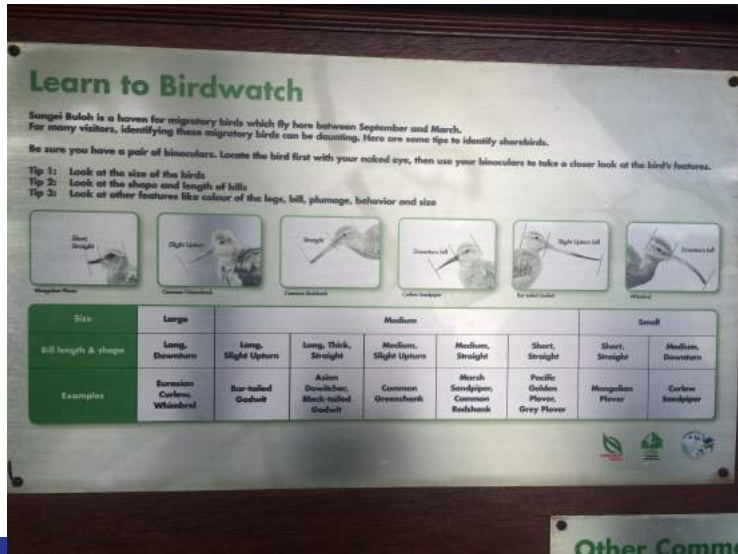 Learn to Birdwatch
Sungei Buloh is a haven for migratory birds which fly here between September and March.
For many visitors, identifying these migratory birds can be daunting. Here are some tips to identify shorebirds.
Be sure you have a pair of binoculars. Locate the bird first with your naked eye, then use your binoculars to take a closer look at the bird's features.
Tip 1: Look at the size of the birds
Tip 2: Look at the shape and length of bills
Tip 3: Look at other features like colour of the legs, bill, plumage, behavior and size
Short,
Straight
Slight Upturn
Straight
Downturn bill
Slight Upturn bill
Downturn bill
Mongolian Plover
Common Greenshank
Common Redshank
Curlew Sandpiper
Bar-tailed Godwit
Whimbrel
Size
Large
Medium
Small
Bill length & shape
Long,
Downturn
Long,
Slight Upturn
Long, Thick,
Straight
Medium,
Slight Upturn
Medium,
Straight
Short,
Straight
Short,
Straight
Medium,
Downturn
Examples
Eurasian
Curlew,
Whimbrel
Bar-tailed
Godwit
Asian
Dowitcher,
Black-tailed
Godwit
Common
Greenshank
Marsh
Sandpiper,
Common
Redshank
Pacific
Golden
Plover,
Grey Plover
Mongolian
Plover
Curlew
Sandpiper
Other Comm